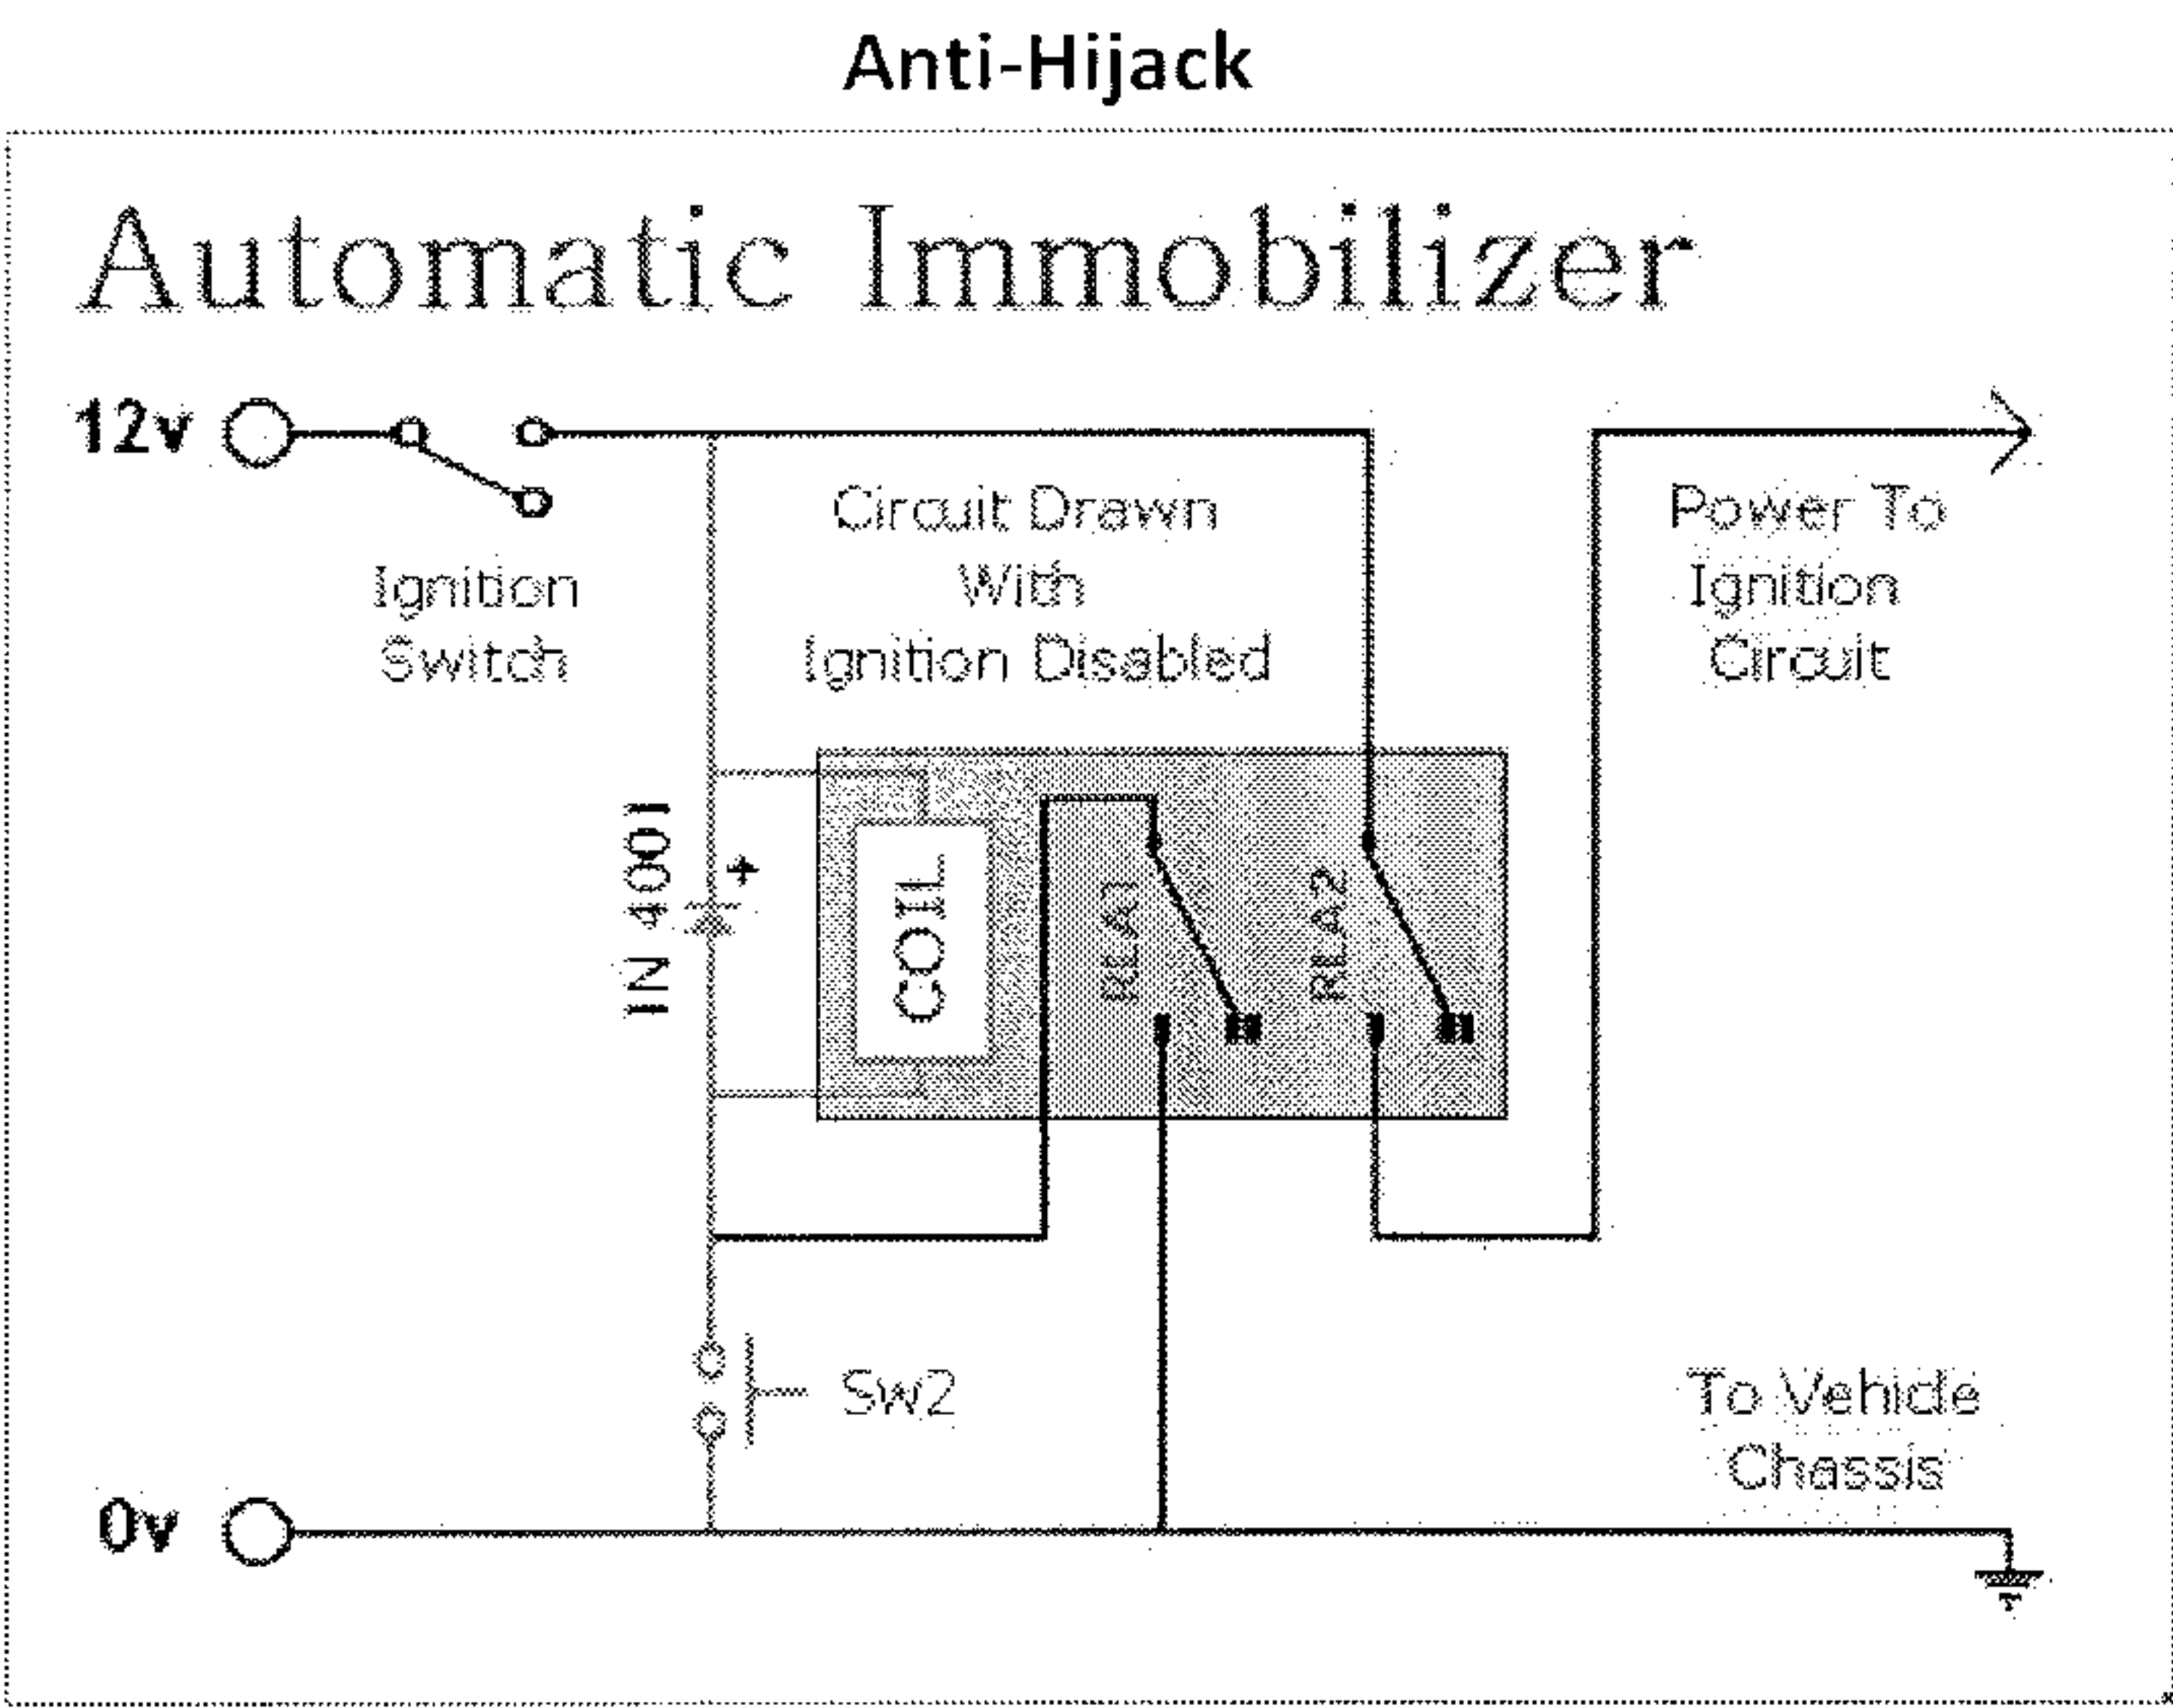 Anti-Hijack
Automatic Immobilizer
12v
Ignition
Switch
Circuit Drawn
With
Ignition Disabled
Power To
Ignition
Circuit
IN 4001
+
COIL
RLA1
RLA2
SW2
To Vehicle
Chassis
0v